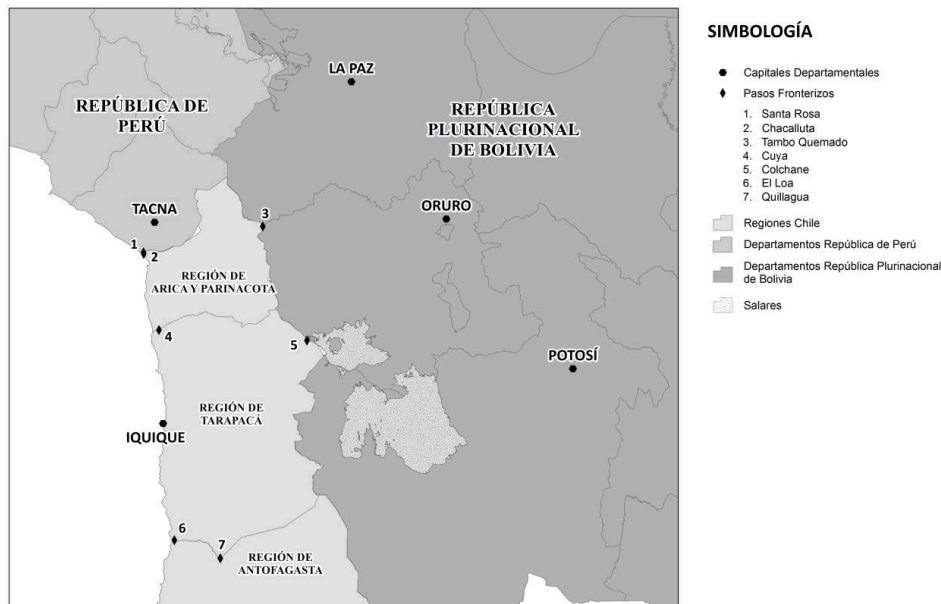 LA PAZ
REPÚBLICA DE
PERÚ
REPÚBLICA
PLURINACIONAL
DE BOLIVIA
TACNA
3
ORURO
1
2
REGIÓN DE
ARICA Y PARINACOTA
4
5
POTOSÍ
REGIÓN DE
TARAPACÁ
IQUIQUE
6
7
REGIÓN DE
ANTOFAGASTA
SIMBOLOGÍA
Capitales Departamentales
Pasos Fronterizos
1. Santa Rosa
2. Chacalluta
3. Tambo Quemado
4. Cuya
5. Colchane
6. El Loa
7. Quillagua
Regiones Chile
Departamentos República de Perú
Departamentos República Plurinacional
de Bolivia
Salares